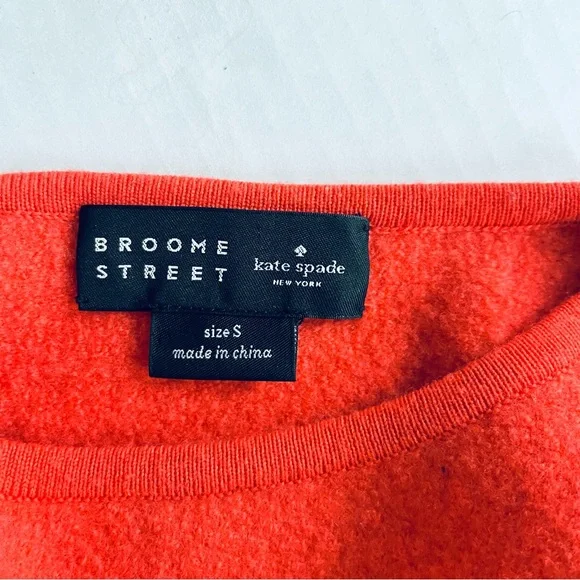 BROOME
STREET
kate spade
NEW YORK
size S
made in china